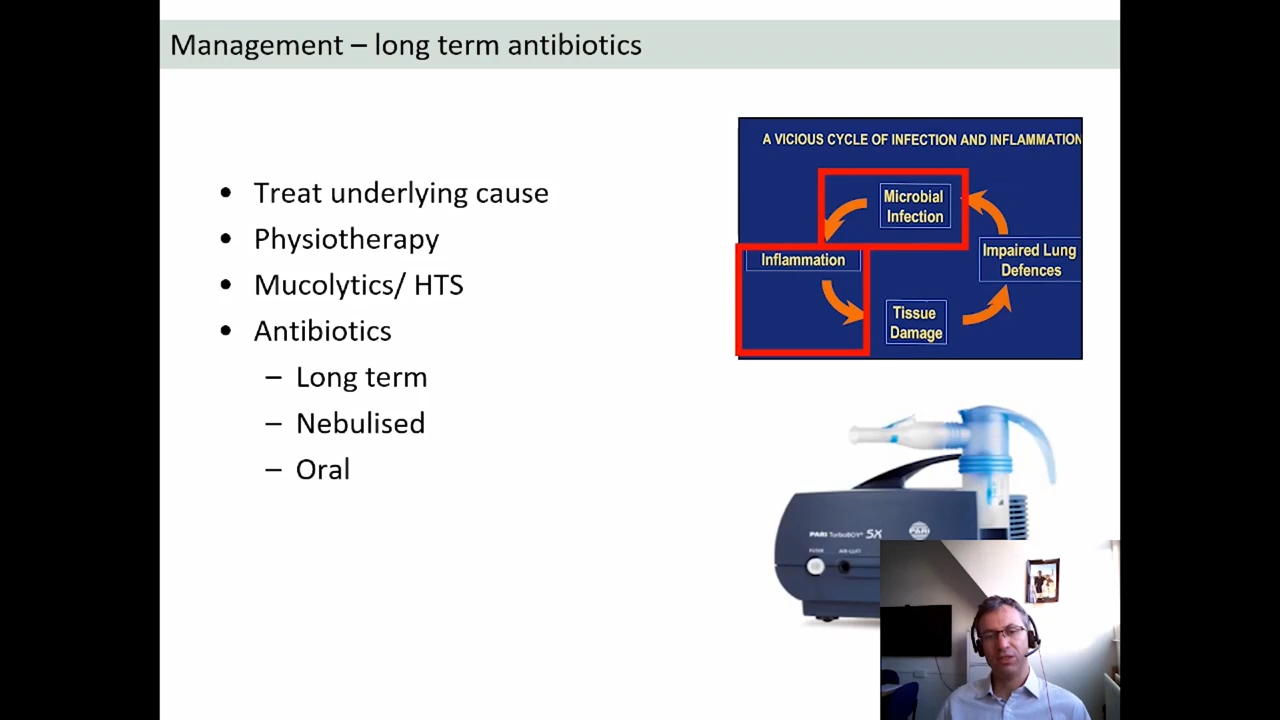 Management – long term antibiotics
• Treat underlying cause
• Physiotherapy
• Mucolytics/ HTS
• Antibiotics
– Long term
– Nebulised
– Oral
A VICIOUS CYCLE OF INFECTION AND INFLAMMATION
Microbial
Infection
Inflammation
Impaired Lung
Defences
Tissue
Damage
PARI TurboBOY SX
PARI